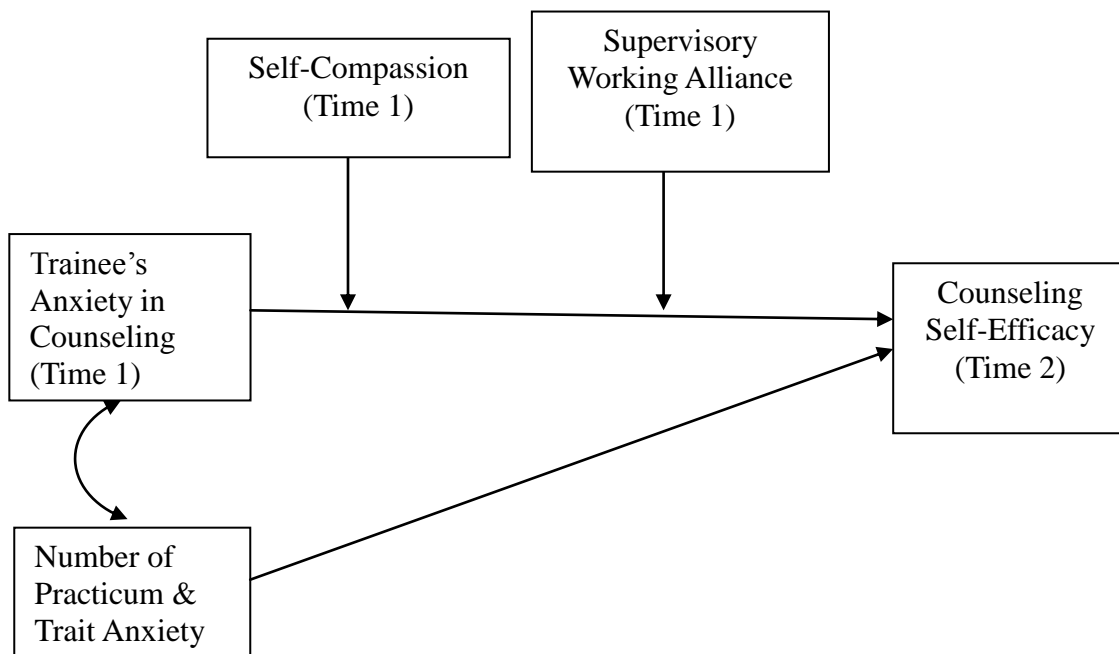 Self-Compassion
(Time 1)
Supervisory
Working Alliance
(Time 1)
Trainee’s
Anxiety in
Counseling
(Time 1)
Counseling
Self-Efficacy
(Time 2)
Number of
Practicum &
Trait Anxiety